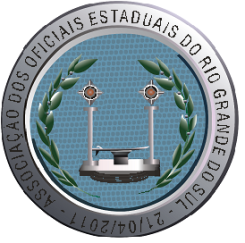 ASSOCIAÇÃO DOS OFICIAIS ESTADUAIS DO RIO GRANDE DO SUL - 21/04/2011 -